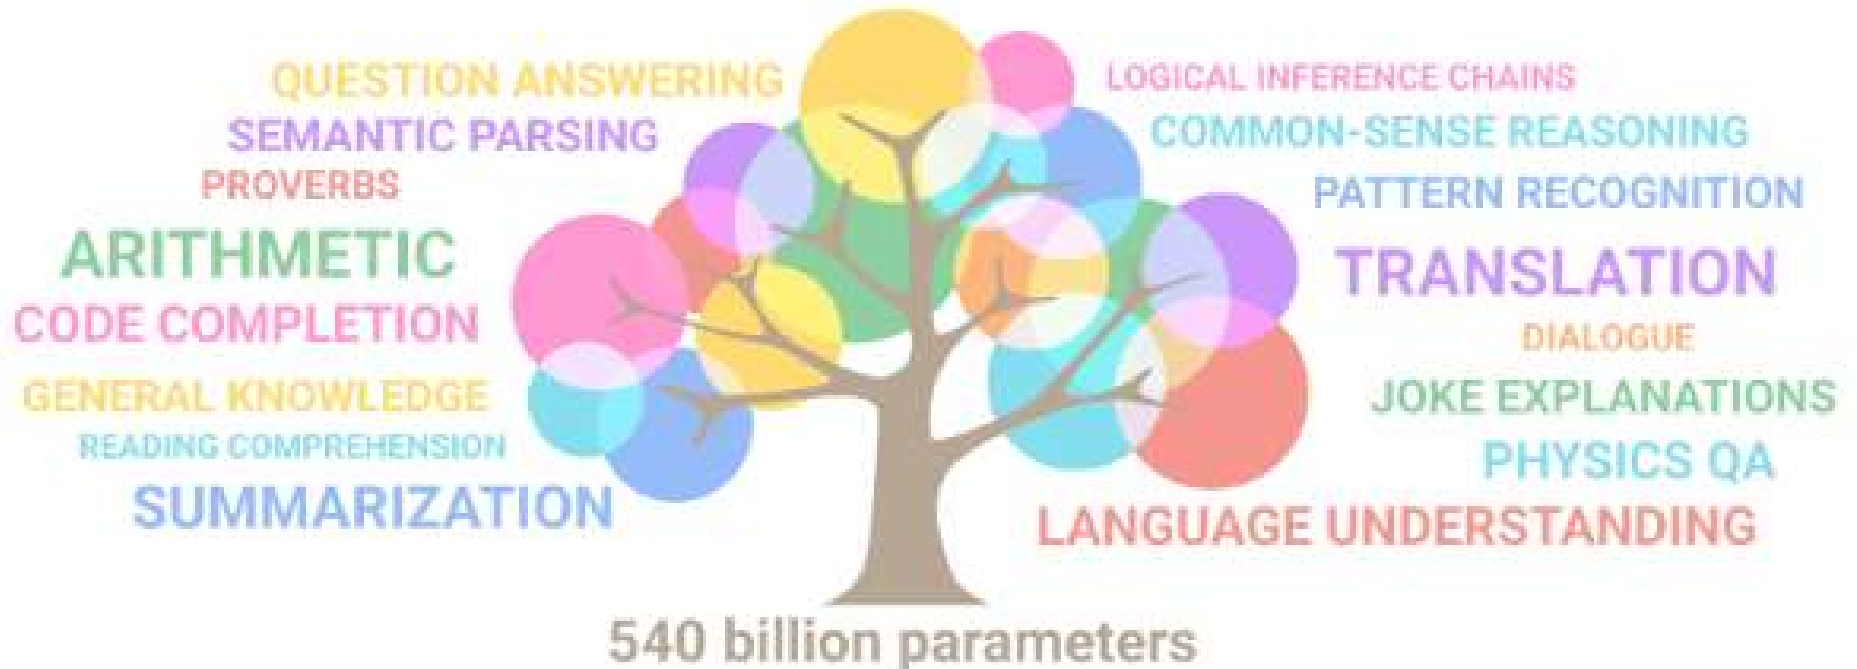 QUESTION ANSWERING
SEMANTIC PARSING
PROVERBS
ARITHMETIC
CODE COMPLETION
GENERAL KNOWLEDGE
READING COMPREHENSION
SUMMARIZATION
LOGICAL INFERENCE CHAINS
COMMON-SENSE REASONING
PATTERN RECOGNITION
TRANSLATION
DIALOGUE
JOKE EXPLANATIONS
PHYSICS QA
LANGUAGE UNDERSTANDING
540 billion parameters